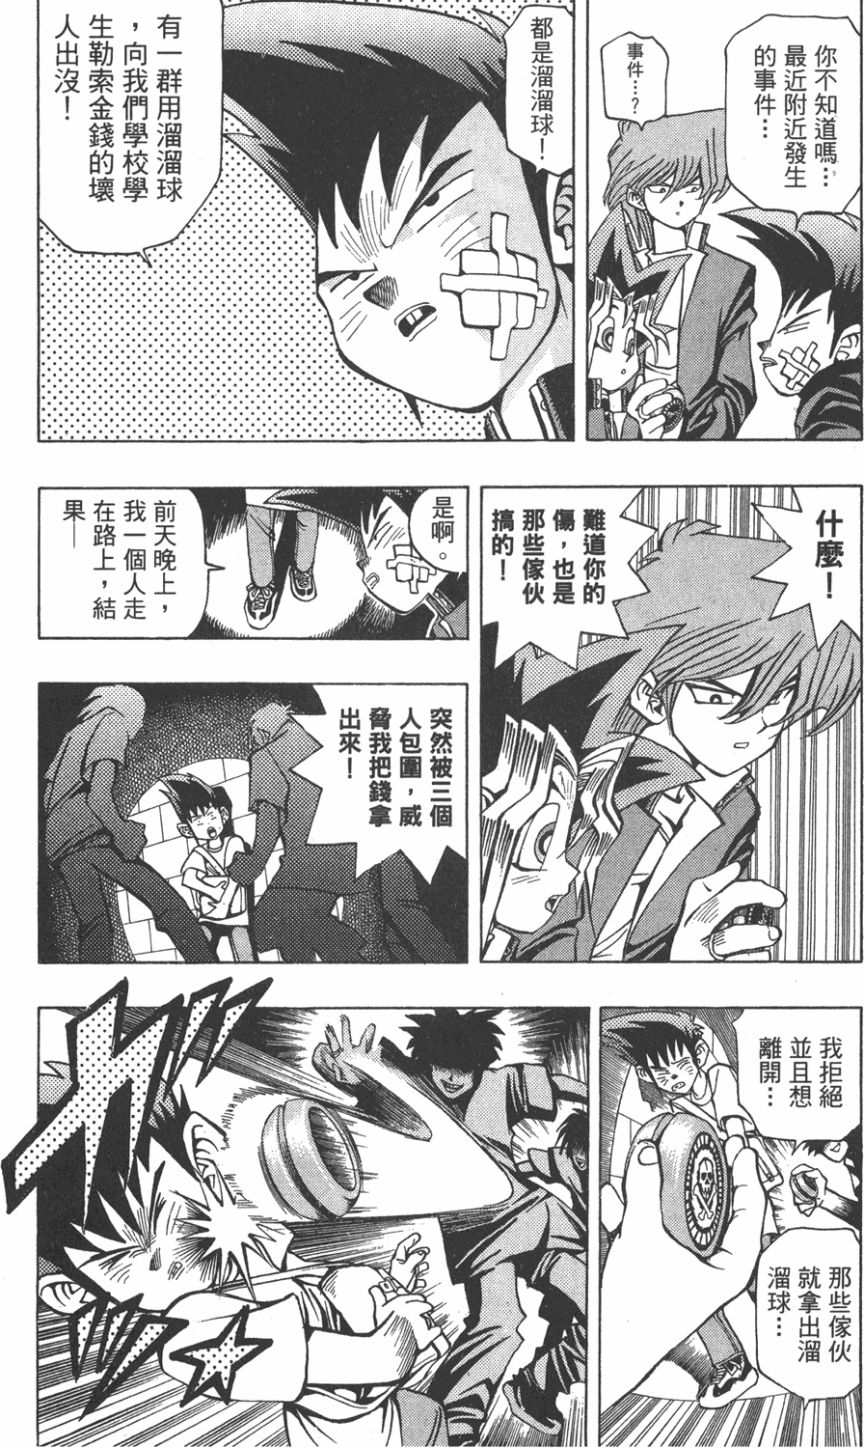 你不知道嗎…
最近附近發生
的事件…
事件…?
都是溜溜球!
有一群用溜溜球
,向我們學校學
生勒索金錢的壞
人出沒!
什麼!
難道你的
傷,也是
那些傢伙
搞的!
是啊。
前天晚上,
我一個人走
在路上,結
果—
突然被三個
人包圍,威
脅我把錢拿
出來!
我拒絕
並且想
離開…
那些傢伙
就拿出溜
溜球…
ガッ